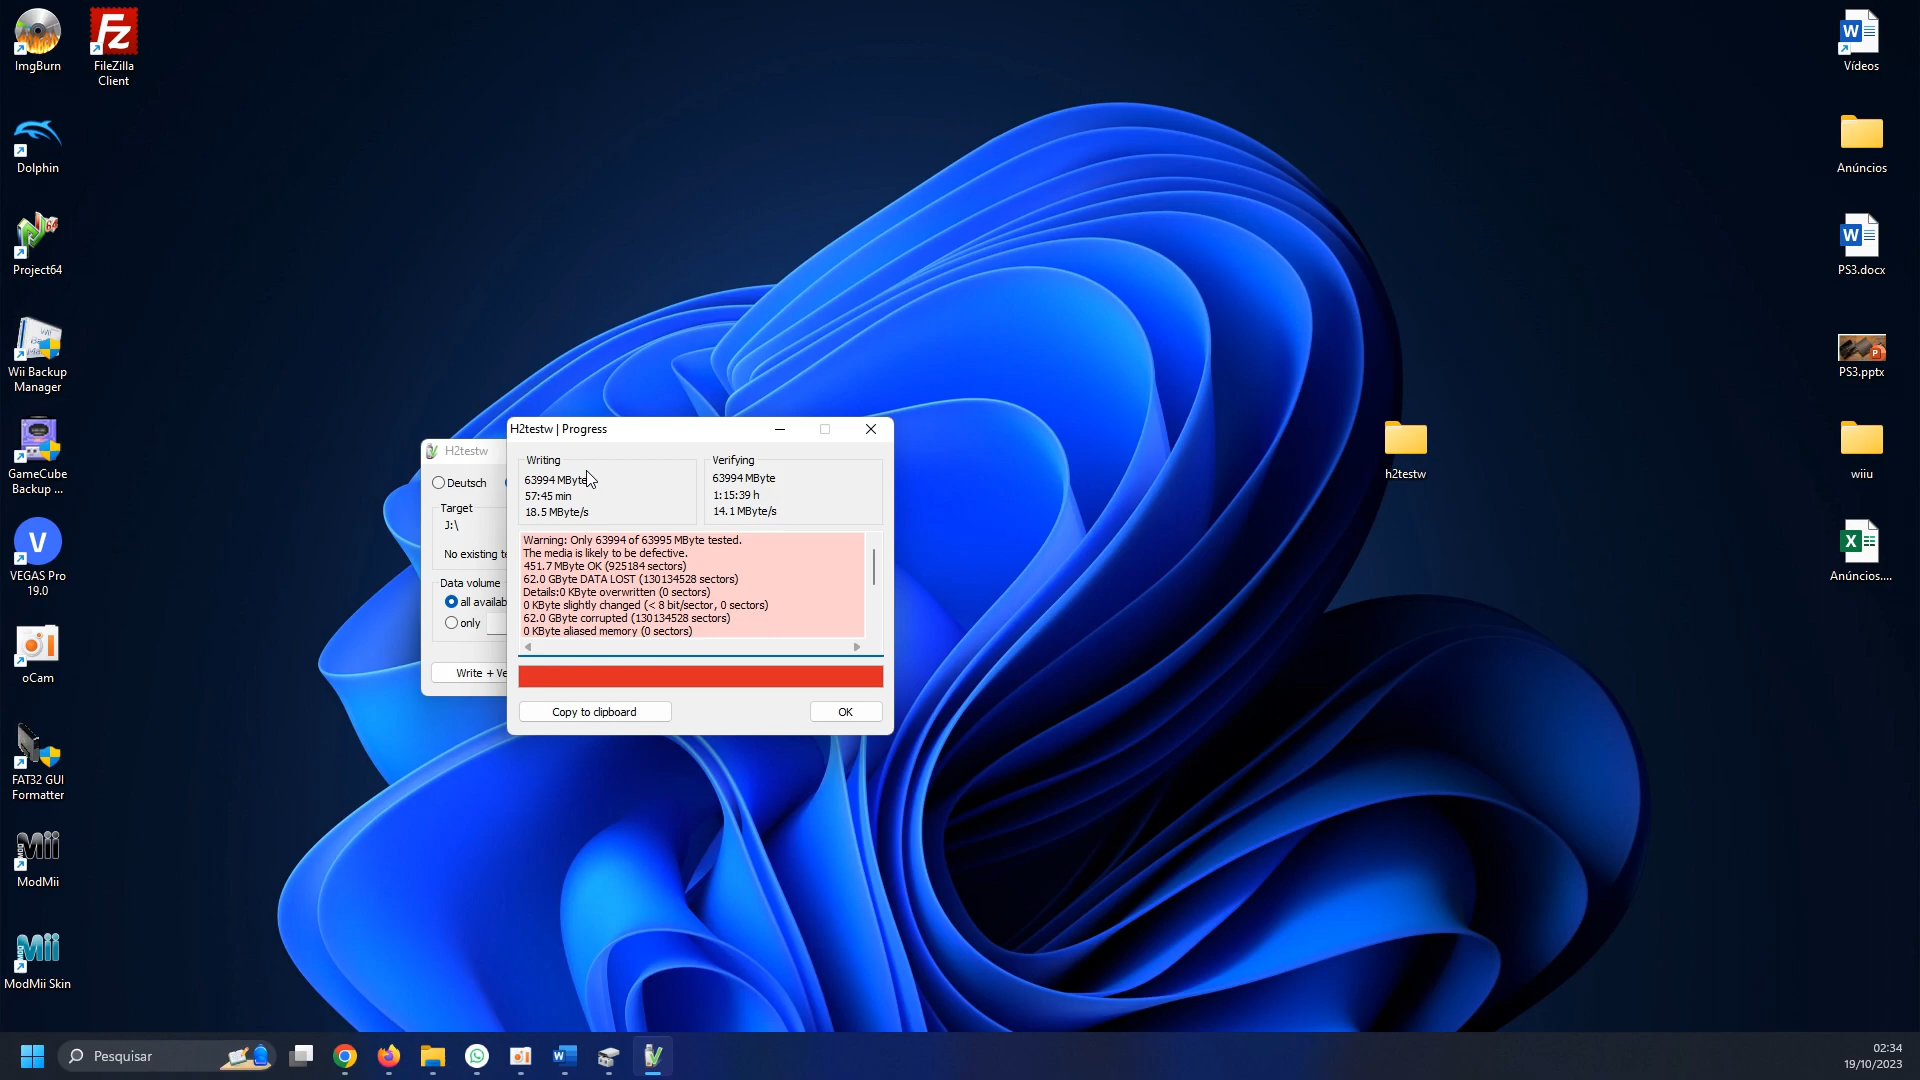 ImgBurn
FileZilla
Client
Dolphin
Project64
Wii Backup
Manager
GameCube
Backup ...
VEGAS Pro
19.0
oCam
FAT32 GUI
Formatter
ModMii
ModMii Skin
H2testw
Deutsch
Target
J:\
No existing te
Data volume
all availab
only
Write + Ve
H2testw | Progress
Writing
63994 MByte
57:45 min
18.5 MByte/s
Verifying
63994 MByte
1:15:39 h
14.1 MByte/s
Warning: Only 63994 of 63995 MByte tested.
The media is likely to be defective.
451.7 MByte OK (925184 sectors)
62.0 GByte DATA LOST (130134528 sectors)
Details:0 KByte overwritten (0 sectors)
0 KByte slightly changed (< 8 bit/sector, 0 sectors)
62.0 GByte corrupted (130134528 sectors)
0 KByte aliased memory (0 sectors)
Copy to clipboard
OK
h2testw
Vídeos
Anúncios
PS3.docx
PS3.pptx
wiiu
Anúncios....
Pesquisar
02:34
19/10/2023